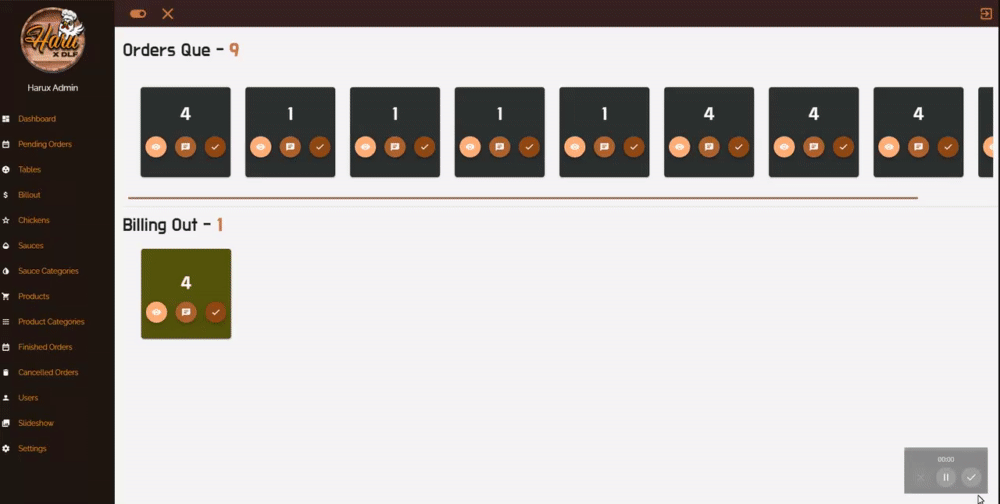 Haru
X DLF
Harux Admin
Dashboard
Pending Orders
Tables
Billout
Chickens
Sauces
Sauce Categories
Products
Product Categories
Finished Orders
Cancelled Orders
Users
Slideshow
Settings
Orders Que - 9
4 1 1 1 1 4 4 4
Billing Out - 1
4
00:00